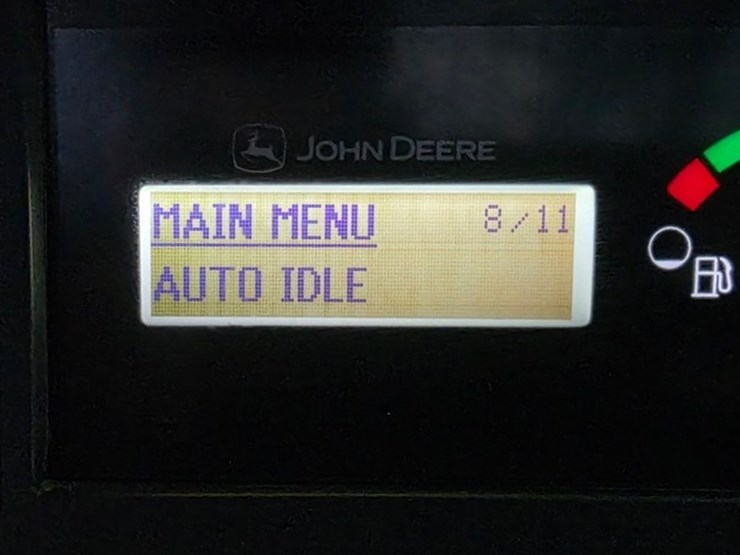 JOHN DEERE
MAIN MENU 8/11
AUTO IDLE